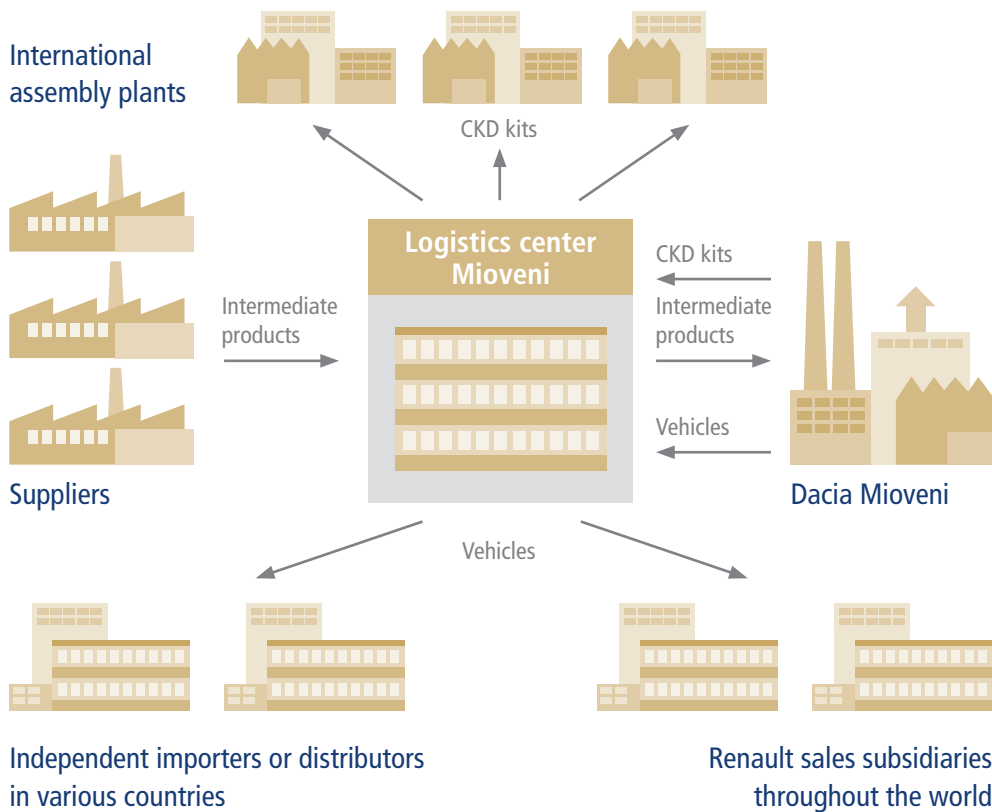 International
assembly plants
CKD kits
Logistics center
Mioveni
CKD kits
Intermediate
products
Intermediate
products
Vehicles
Suppliers
Dacia Mioveni
Vehicles
Independent importers or distributors
in various countries
Renault sales subsidiaries
throughout the world